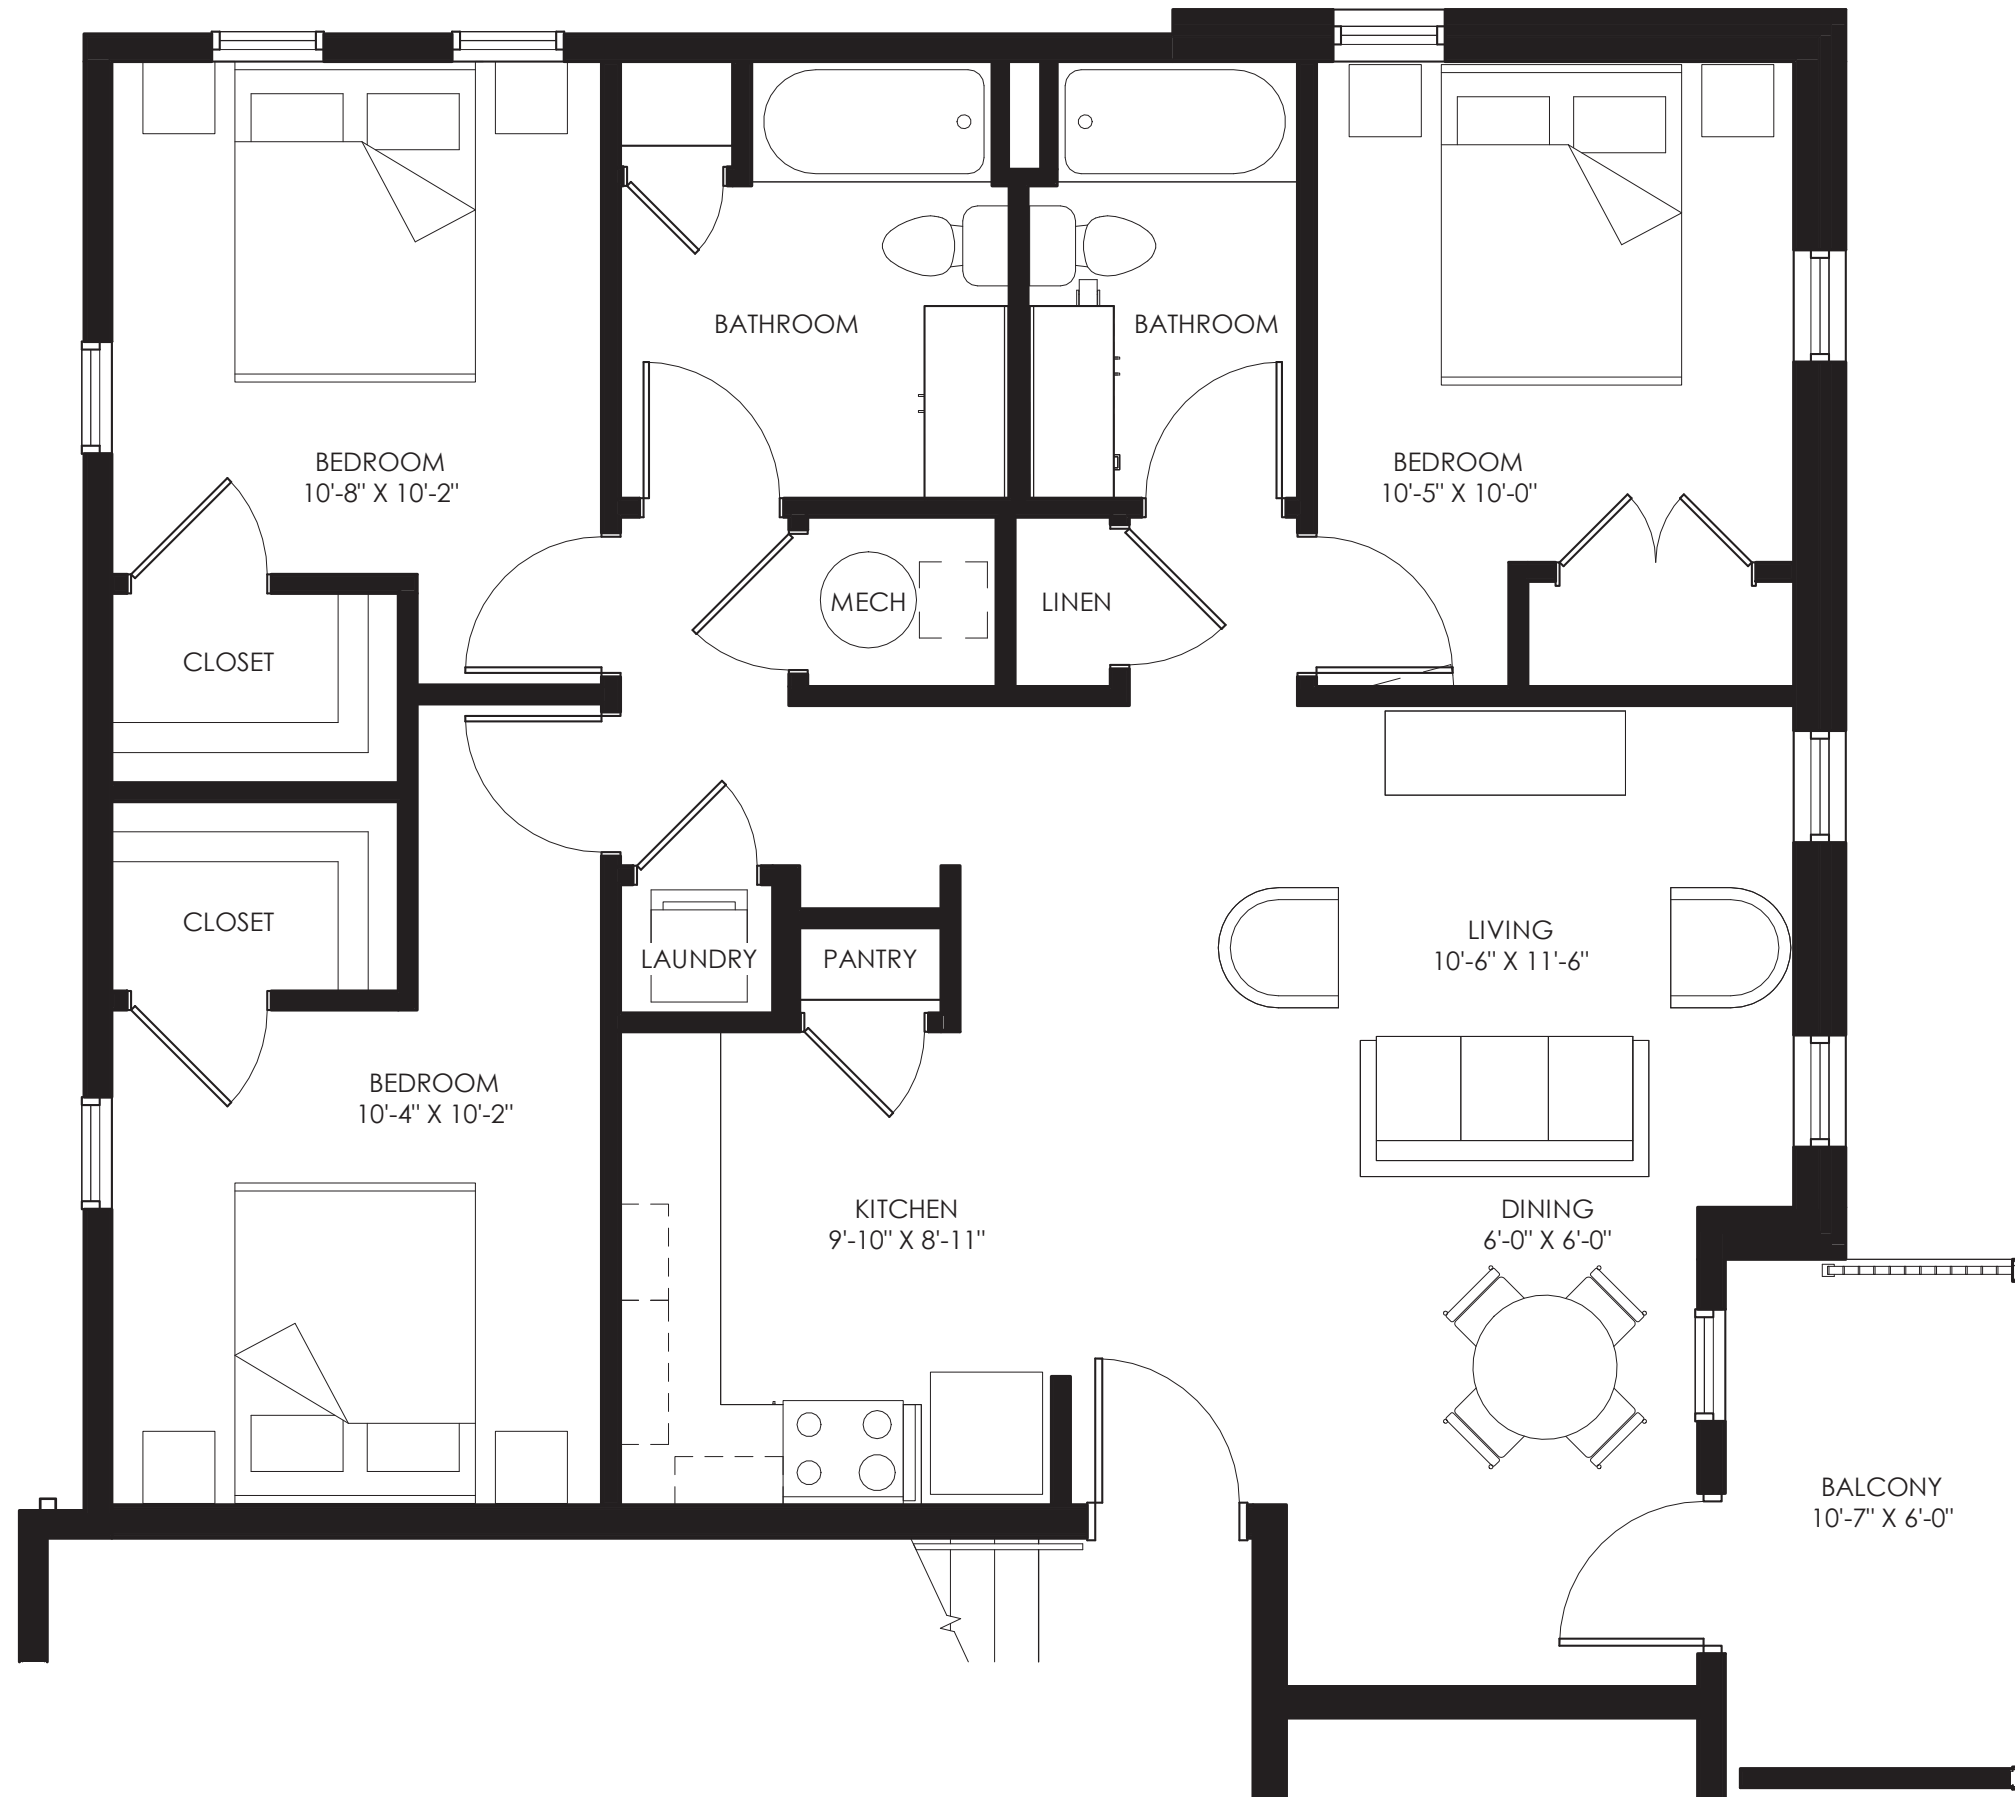 BATHROOM
BATHROOM
BEDROOM
10'-8" X 10'-2"
BEDROOM
10'-5" X 10'-0"
MECH
LINEN
CLOSET
CLOSET
LAUNDRY
PANTRY
LIVING
10'-6" X 11'-6"
BEDROOM
10'-4" X 10'-2"
KITCHEN
9'-10" X 8'-11"
DINING
6'-0" X 6'-0"
BALCONY
10'-7" X 6'-0"